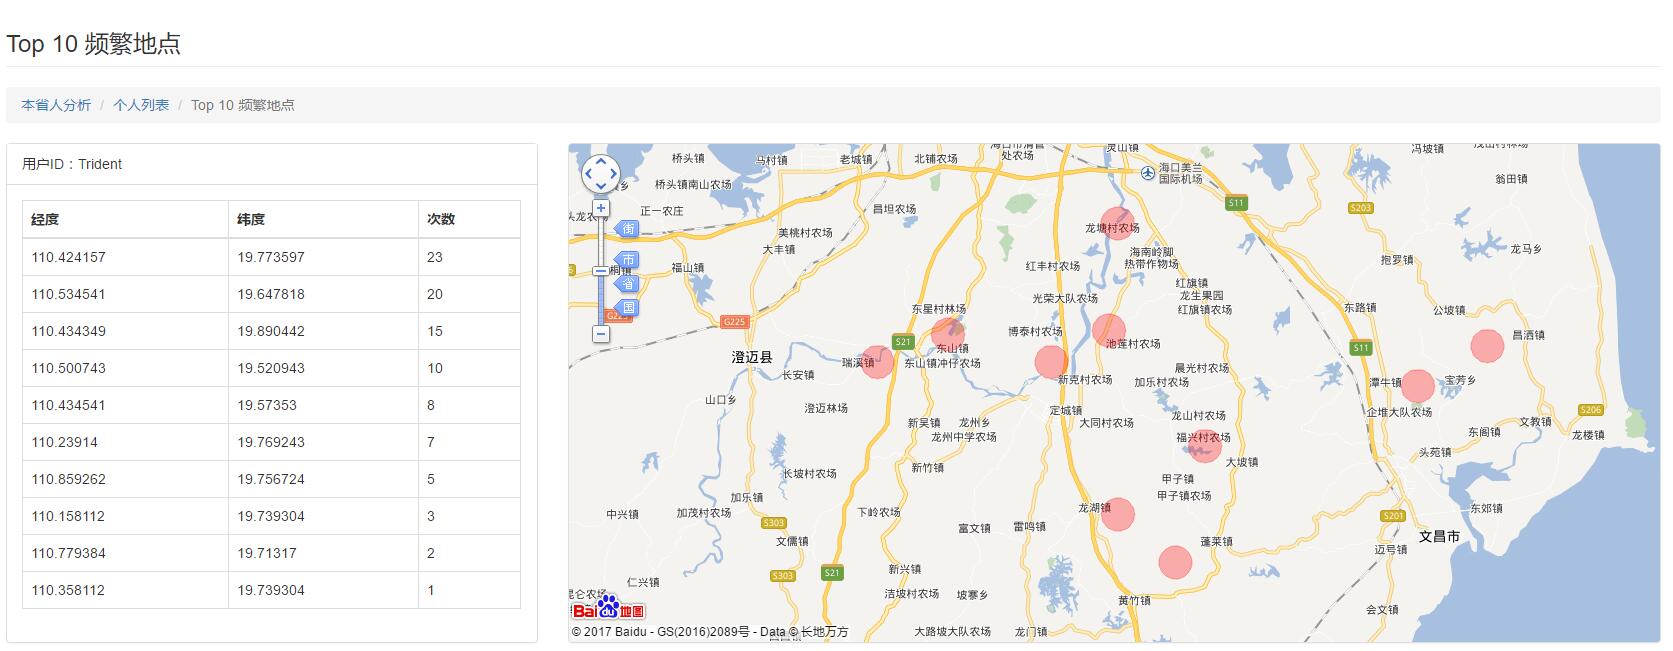 Top 10 频繁地点
本省人分析 / 个人列表 / Top 10 频繁地点
用户ID：Trident
经度 纬度 次数
110.424157 19.773597 23
110.534541 19.647818 20
110.434349 19.890442 15
110.500743 19.520943 10
110.434541 19.57353 8
110.23914 19.769243 7
110.859262 19.756724 5
110.158112 19.739304 3
110.779384 19.71317 2
110.358112 19.739304 1
桥头镇
马村镇
老城镇
北铺农场
处农场
灵山镇
海口美兰
国际机场
冯坡镇
翁田镇
桥头镇南山农场
正一农庄
昌坦农场
S11
S203
街
市
省
国
美桃村农场
大丰镇
福山镇
龙塘村农场
海南岭脚
热带作物场
红丰村农场
抱罗镇
龙马乡
红旗镇
龙生果园
红旗镇农场
光荣大队农场
东星村林场
博泰村农场
东路镇
公坡镇
昌洒镇
G225
S21
S11
澄迈县
瑞溪镇
东山镇
东山镇冲仔农场
池莲村农场
长安镇
新克村农场
加乐村农场
晨光村农场
潭牛镇
宝芳乡
山口乡
澄迈林场
定城镇
大同村农场
龙山村农场
企堆大队农场
S206
新吴镇
龙州乡
龙州中学农场
福兴村农场
文教镇
东阁镇
龙楼镇
头苑镇
新竹镇
大坡镇
长坡村农场
甲子镇
甲子镇农场
加乐镇
中兴镇
加茂村农场
下岭农场
龙湖镇
S303
富文镇
雷鸣镇
S201
东郊镇
文昌市
文儒镇
蓬莱镇
迈号镇
S303
S21
新兴镇
仁兴镇
洁坡村农场
坡寨乡
黄竹镇
会文镇
Baidu地图
© 2017 Baidu - GS(2016)2089号 - Data © 长地万方
大路坡大队农场
龙门镇